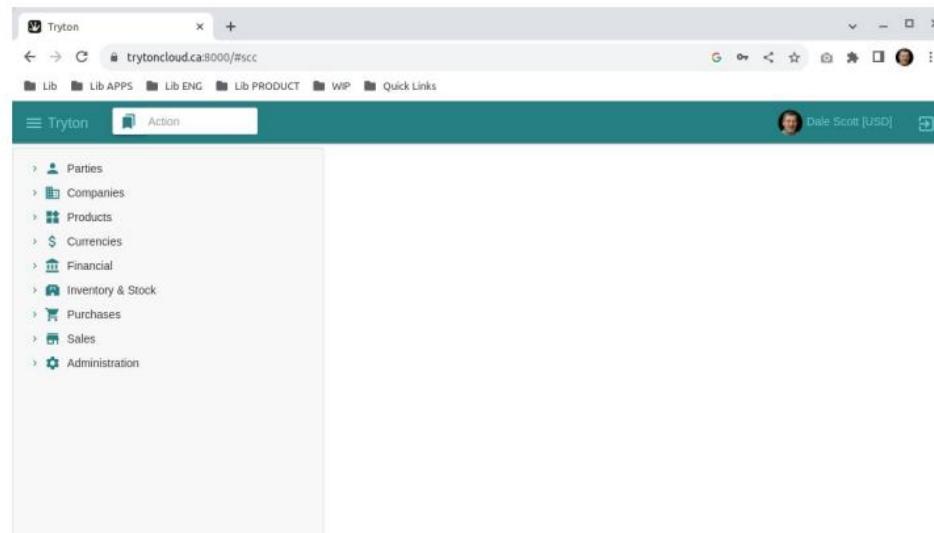 Tryton
trytoncloud.ca:8000/#scc
Lib Lib APPS Lib ENG Lib PRODUCT WIP Quick Links
Tryton Action Dale Scott [USD]
Parties
Companies
Products
$ Currencies
Financial
Inventory & Stock
Purchases
Sales
Administration